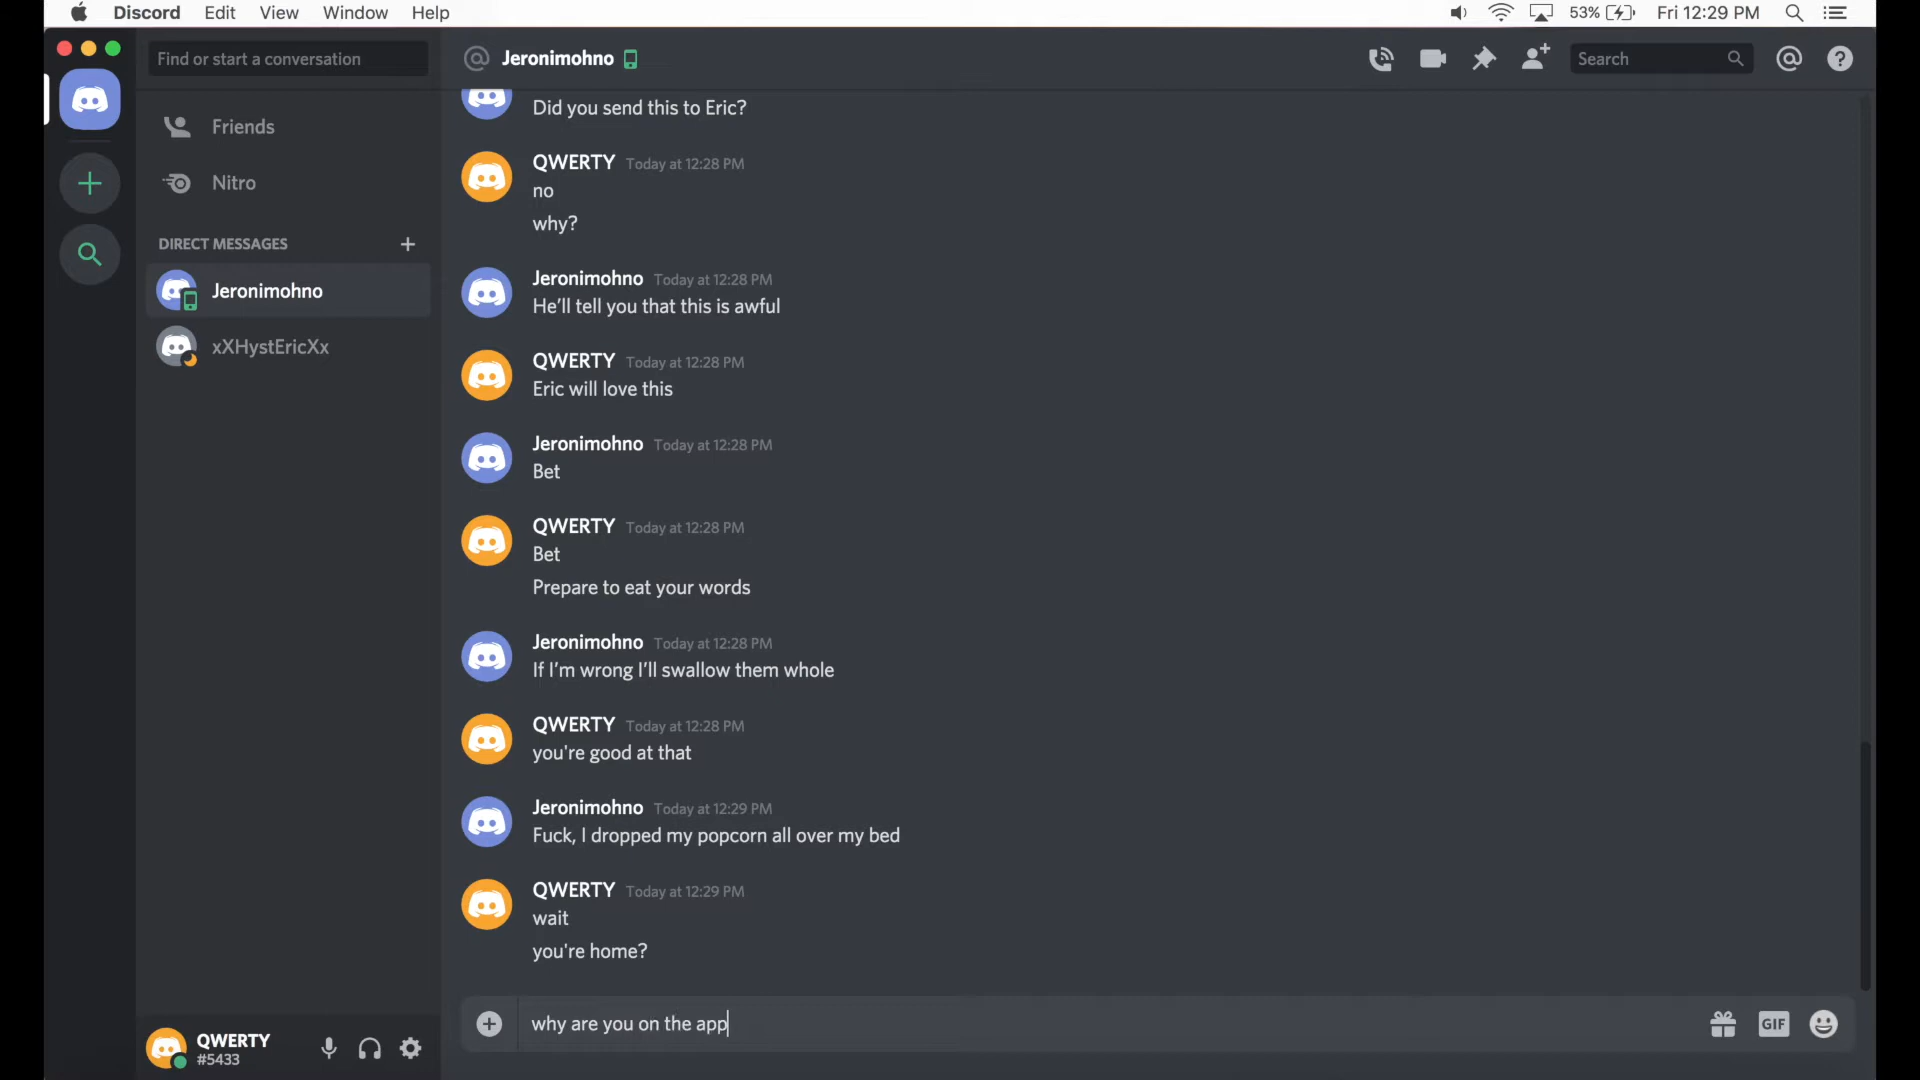 Discord Edit View Window Help 53% Fri 12:29 PM
Find or start a conversation
Jeronimohno
Search
Friends
Nitro
DIRECT MESSAGES
Jeronimohno
xXHystEricXx
Did you send this to Eric?
QWERTY Today at 12:28 PM
no
why?
Jeronimohno Today at 12:28 PM
He’ll tell you that this is awful
QWERTY Today at 12:28 PM
Eric will love this
Jeronimohno Today at 12:28 PM
Bet
QWERTY Today at 12:28 PM
Bet
Prepare to eat your words
Jeronimohno Today at 12:28 PM
If I’m wrong I’ll swallow them whole
QWERTY Today at 12:28 PM
you're good at that
Jeronimohno Today at 12:29 PM
Fuck, I dropped my popcorn all over my bed
QWERTY Today at 12:29 PM
wait
you're home?
why are you on the app
GIF
QWERTY
#5433